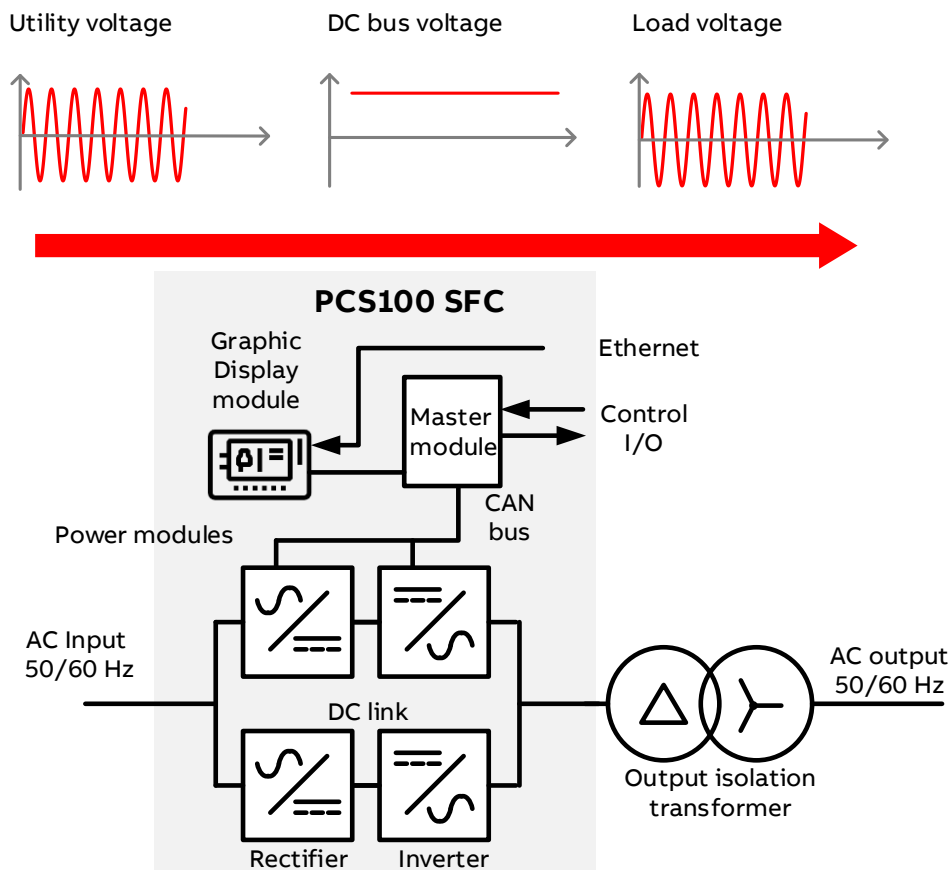 Utility voltage
DC bus voltage
Load voltage
PCS100 SFC
Graphic
Display
module
Ethernet
Master
module
Control
I/O
CAN
bus
Power modules
AC Input
50/60 Hz
DC link
AC output
50/60 Hz
Output isolation
transformer
Rectifier
Inverter